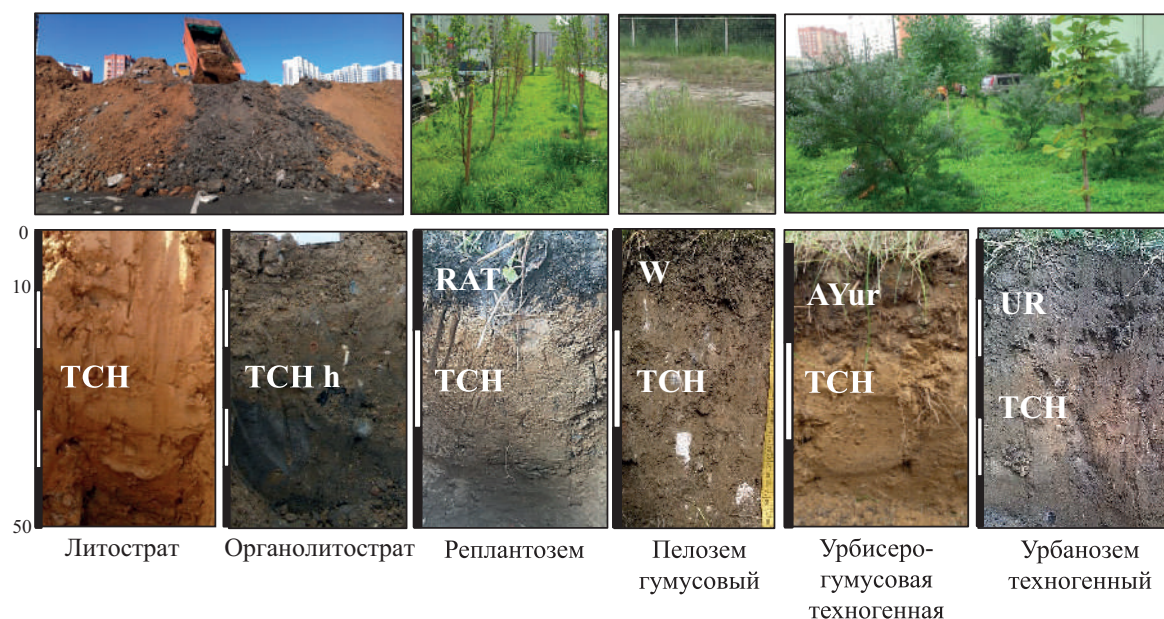 0
10
50
TCH
TCH h
RAT
TCH
W
TCH
AYur
TCH
UR
TCH
Литострат
Органолитострат
Реплантозем
Пелозем
гумусовый
Урбисеро-
гумусовая
техногенная
Урбанозем
техногенный